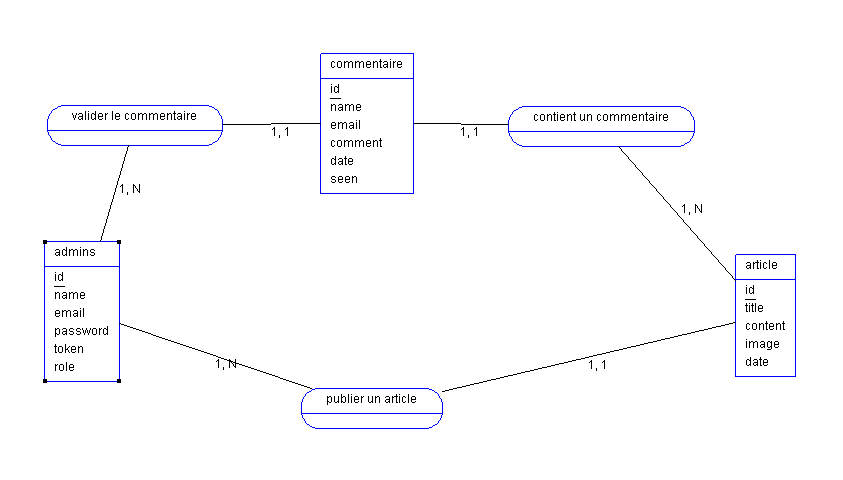 commentaire
id
name
email
comment
date
seen
valider le commentaire
1, 1
1, 1
contient un commentaire
1, N
1, N
admins
id
name
email
password
token
role
article
id
title
content
image
date
1, N
1, 1
publier un article